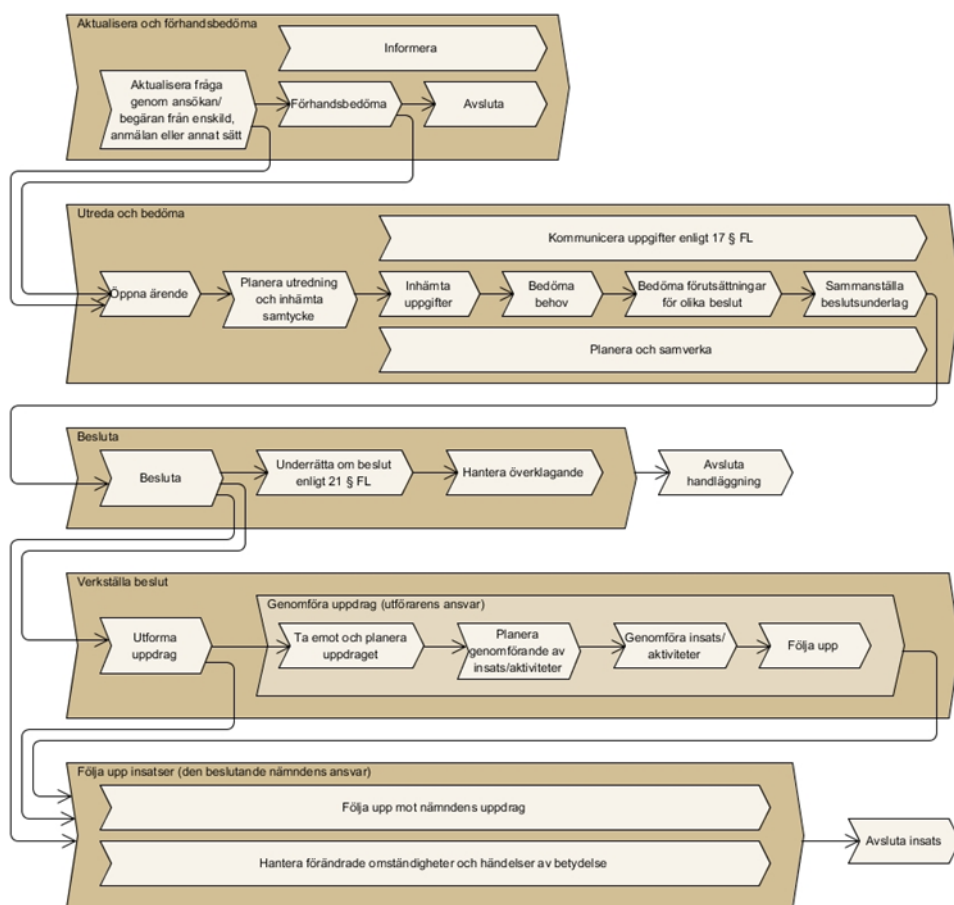 Aktualisera och förhandsbedöma
Informera
Aktualisera fråga
genom ansökan/
begäran från enskild,
anmälan eller annat sätt
Förhandsbedöma
Avsluta
Utreda och bedöma
Kommunicera uppgifter enligt 17 § FL
Öppna ärende
Planera utredning
och inhämta
samtycke
Inhämta
uppgifter
Bedöma
behov
Bedöma förutsättningar
för olika beslut
Sammanställa
beslutsunderlag
Planera och samverka
Besluta
Besluta
Underrätta om beslut
enligt 21 § FL
Hantera överklagande
Avsluta
handläggning
Verkställa beslut
Utforma
uppdrag
Genomföra uppdrag (utförarens ansvar)
Ta emot och planera
uppdraget
Planera
genomförande av
insats/aktiviteter
Genomföra insats/
aktiviteter
Följa upp
Följa upp insatser (den beslutande nämndens ansvar)
Följa upp mot nämndens uppdrag
Hantera förändrade omständigheter och händelser av betydelse
Avsluta insats